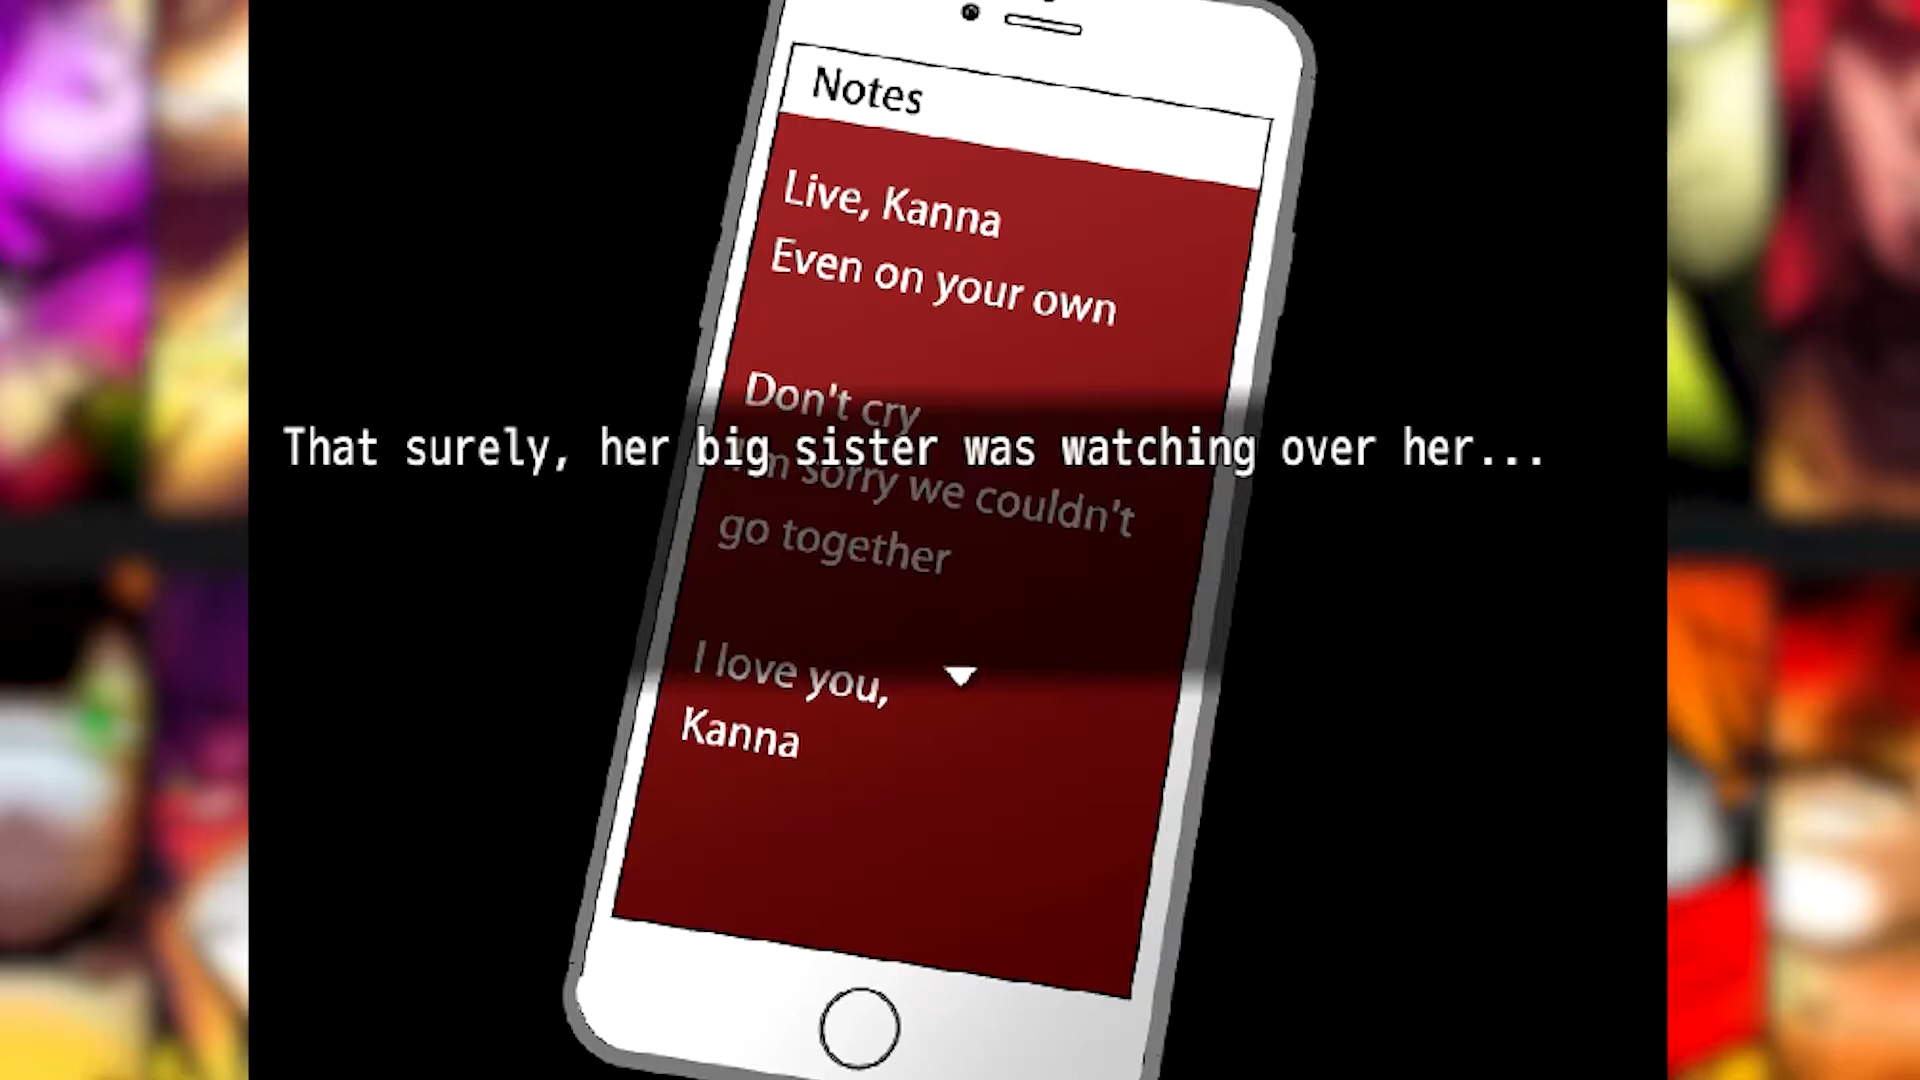 Notes
Live, Kanna
Even on your own
Don't cry
That surely, her big sister was watching over her...
I'm sorry we couldn't
go together
I love you,
Kanna